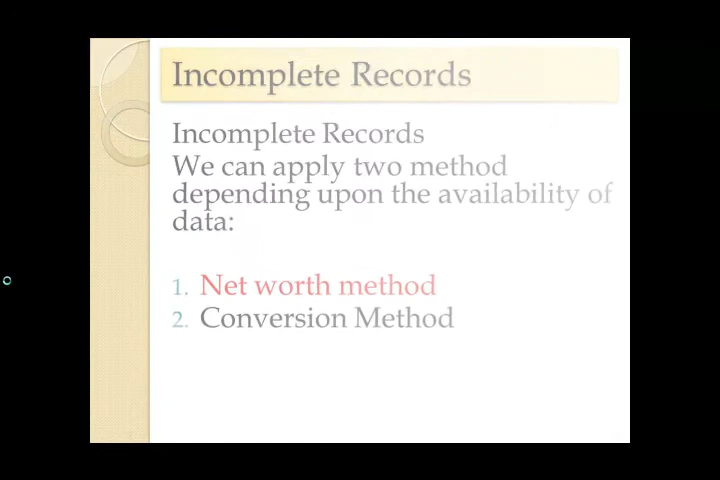 Incomplete Records
Incomplete Records
We can apply two method
depending upon the availability of
data:
1. Net worth method
2. Conversion Method